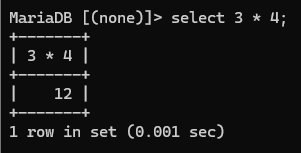 MariaDB [(none)]> select 3 * 4;
+-------+
| 3 * 4 |
+-------+
|    12 |
+-------+
1 row in set (0.001 sec)